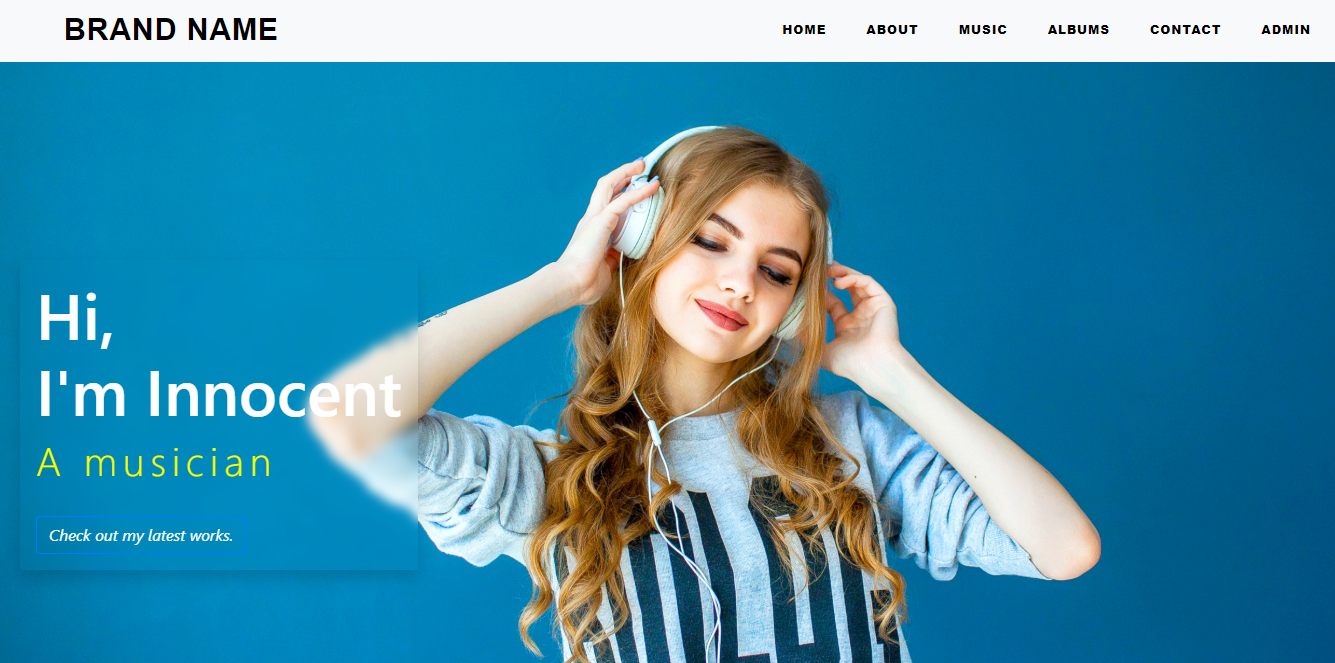 BRAND NAME
HOME ABOUT MUSIC ALBUMS CONTACT ADMIN
Hi,
I'm Innocent
A musician
Check out my latest works.